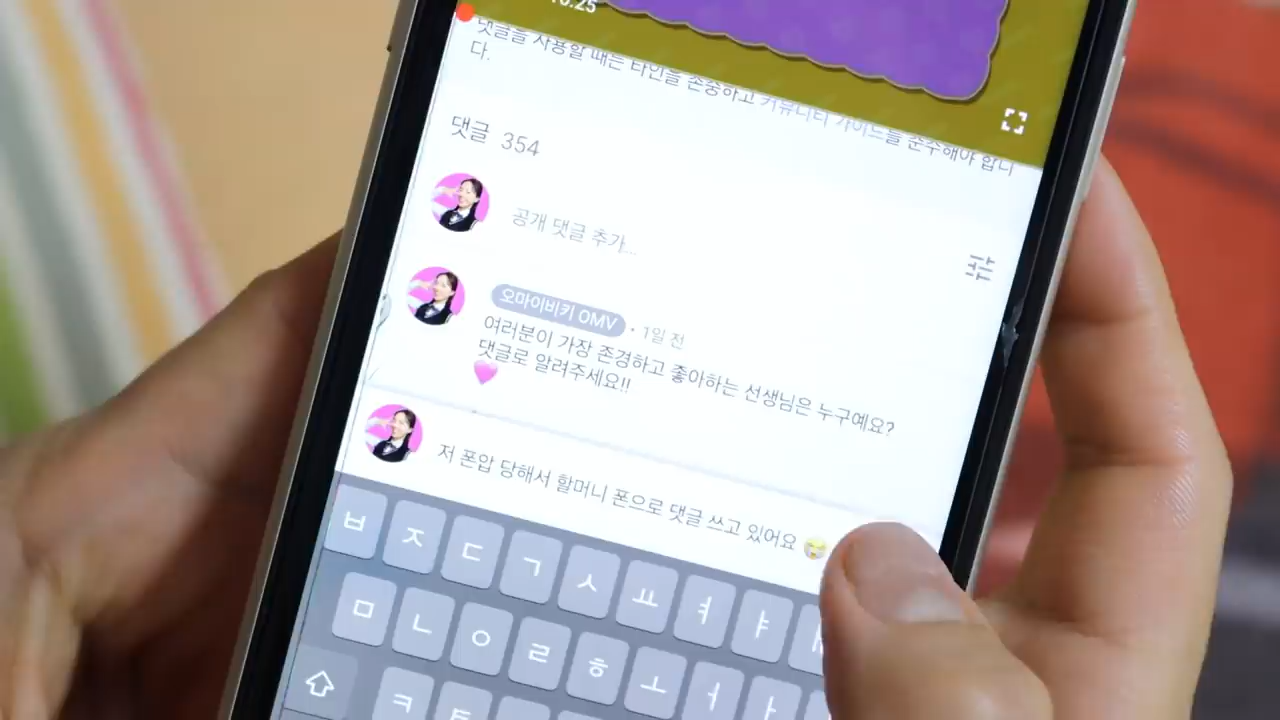 댓글을 사용할 때는 타인을 존중하고 커뮤니티 가이드를 준수해야 합니
다.
댓글 354
공개 댓글 추가...
오마이비키 OMV · 1일 전
여러분이 가장 존경하고 좋아하는 선생님은 누구예요?
댓글로 알려주세요!!
💗
저 폰압 당해서 할머니 폰으로 댓글 쓰고 있어요 😭
ㅂ ㅈ ㄷ ㄱ ㅅ ㅛ ㅕ ㅑ
ㅁ ㄴ ㅇ ㄹ ㅎ ㅗ ㅓ ㅏ
ㅋ ㅌ